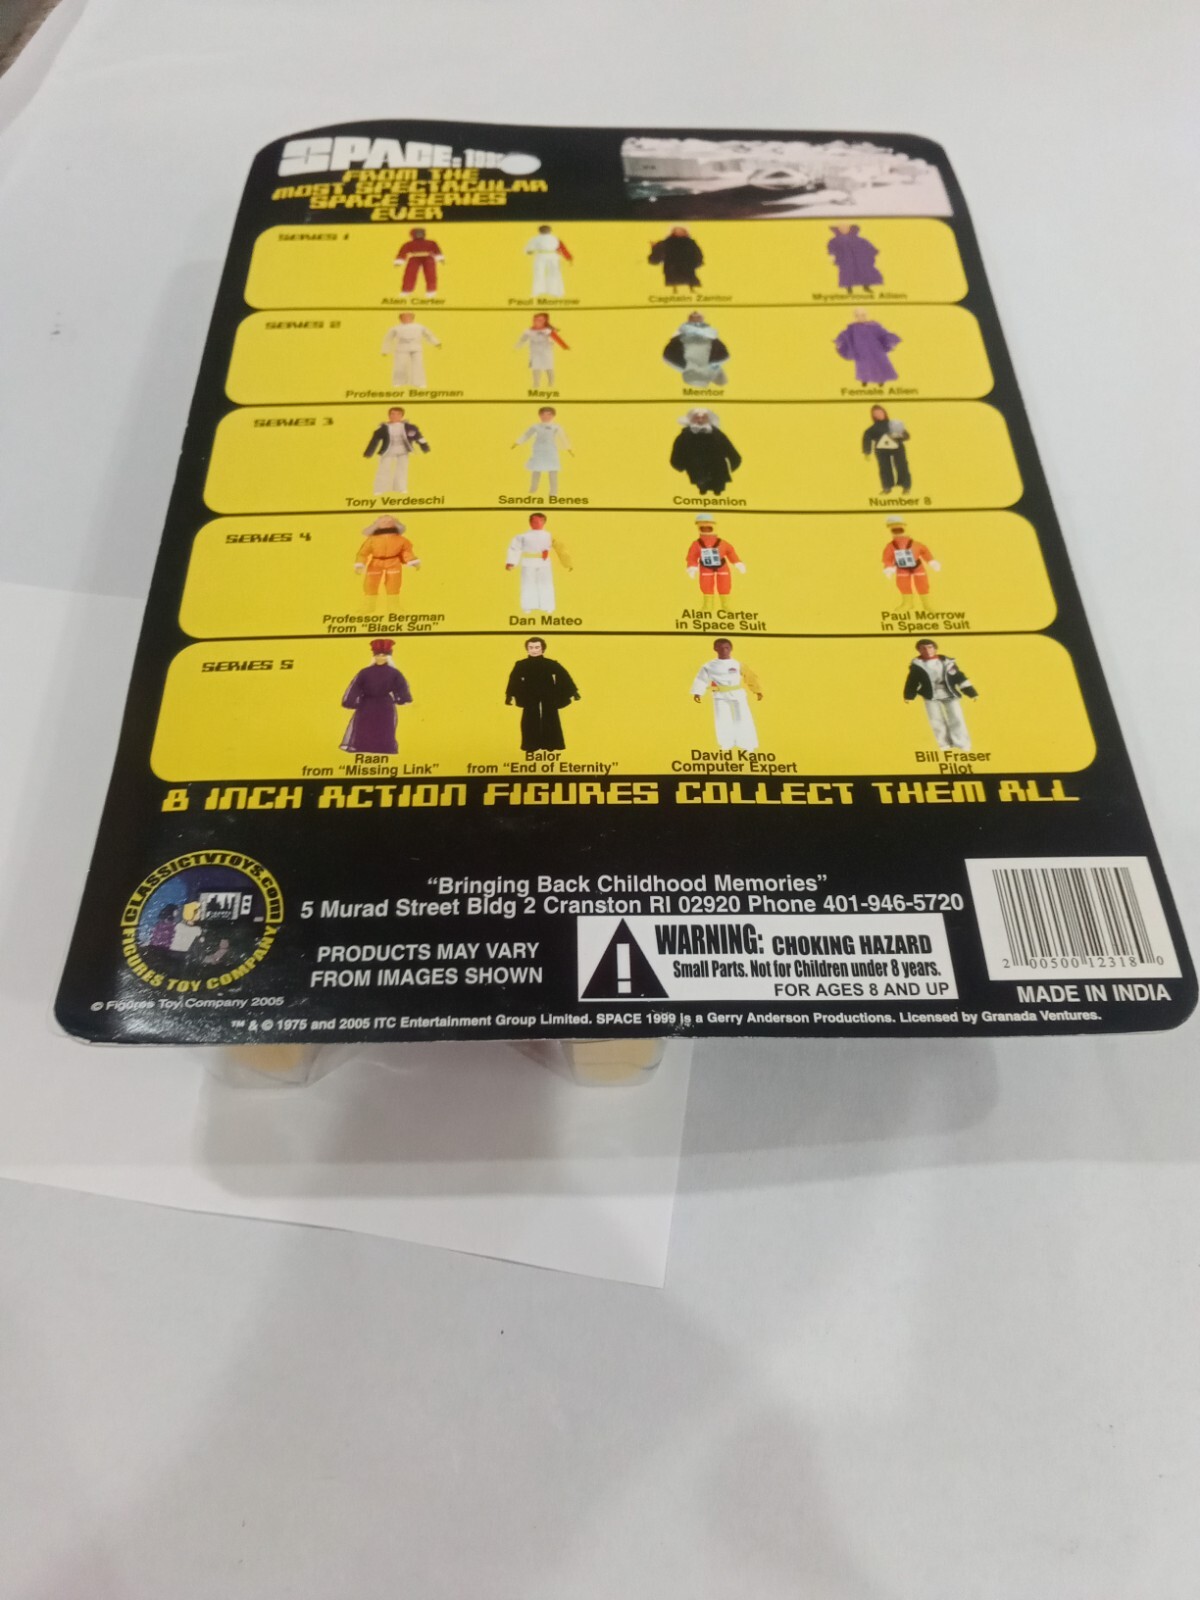 SPACE: 1999
FROM THE
MOST SPECTACULAR
SPACE SERIES
EVER
SERIES 1
Alan Carter Paul Morrow Captain Zantor Mysterious Alien
SERIES 2
Professor Bergman Maya Mentor Female Alien
SERIES 3
Tony Verdeschi Sandra Benes Companion Number 8
SERIES 4
Professor Bergman
from "Black Sun"
Dan Mateo
Alan Carter
in Space Suit
Paul Morrow
in Space Suit
SERIES 5
Raan
from "Missing Link"
Balor
from "End of Eternity"
David Kano
Computer Expert
Bill Fraser
Pilot
8 INCH ACTION FIGURES COLLECT THEM ALL
CLASSICTVTOYS.COM
FIGURES TOY COMPANY
"Bringing Back Childhood Memories"
5 Murad Street Bldg 2 Cranston RI 02920 Phone 401-946-5720
PRODUCTS MAY VARY
FROM IMAGES SHOWN
WARNING: CHOKING HAZARD
Small Parts. Not for Children under 8 years.
FOR AGES 8 AND UP
2 00500 12318 0
MADE IN INDIA
© Figures Toy Company 2005
™ & © 1975 and 2005 ITC Entertainment Group Limited. SPACE 1999 is a Gerry Anderson Productions. Licensed by Granada Ventures.